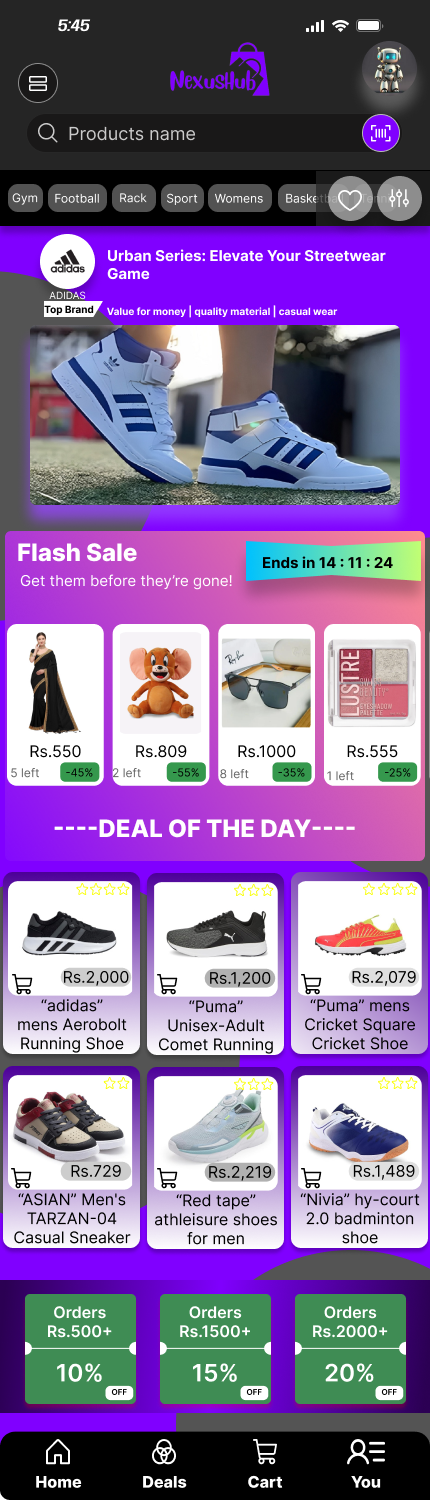 5:45
NexusHub
Products name
Gym
Football
Rack
Sport
Womens
Basketb
adidas
ADIDAS
Top Brand
Urban Series: Elevate Your Streetwear
Game
Value for money | quality material | casual wear
Flash Sale
Get them before they’re gone!
Ends in 14 : 11 : 24
Ray-Ban
LUSTRE
SWISS
BEAUTY
EYESHADOW
PALETTE
Rs.550
5 left
-45%
Rs.809
2 left
-55%
Rs.1000
8 left
-35%
Rs.555
1 left
-25%
----DEAL OF THE DAY----
Rs.2,000
“adidas”
mens Aerobolt
Running Shoe
Rs.1,200
“Puma”
Unisex-Adult
Comet Running
Rs.2,079
“Puma” mens
Cricket Square
Cricket Shoe
Rs.729
“ASIAN” Men's
TARZAN-04
Casual Sneaker
Rs.2,219
“Red tape”
athleisure shoes
for men
Rs.1,489
“Nivia” hy-court
2.0 badminton
shoe
Orders
Rs.500+
10%
OFF
Orders
Rs.1500+
15%
OFF
Orders
Rs.2000+
20%
OFF
Home
Deals
Cart
You